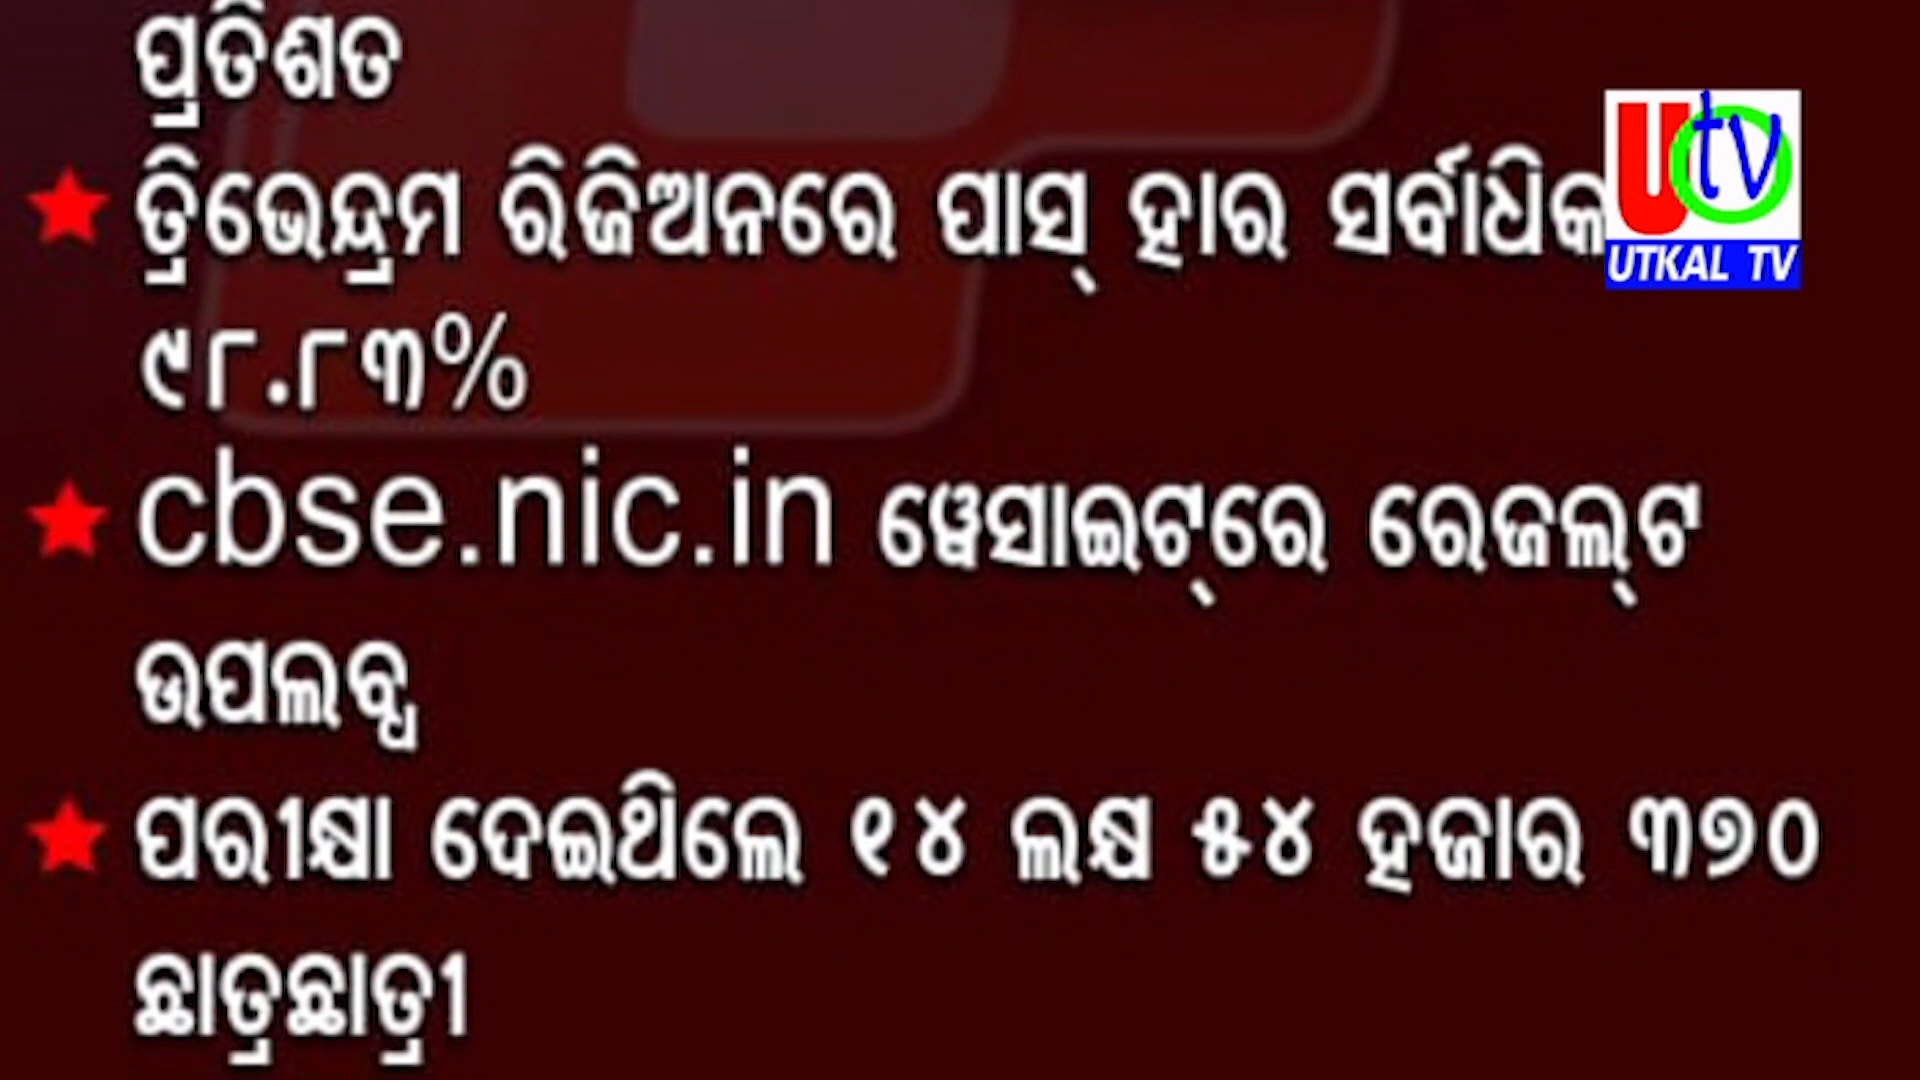 ପ୍ରତିଶତ
ତ୍ରିଭେନ୍ଦ୍ରମ ରିଜିଅନରେ ପାସ୍ ହାର ସର୍ବାଧିକ
୯୮.୮୩%
cbse.nic.in ୱେସାଇଟ୍‌ରେ ରେଜଲ୍‌ଟ
ଉପଲବ୍ଧ
ପରୀକ୍ଷା ଦେଇଥିଲେ ୧୪ ଲକ୍ଷ ୫୪ ହଜାର ୩୭୦
ଛାତ୍ରଛାତ୍ରୀ
Utv
UTKAL TV